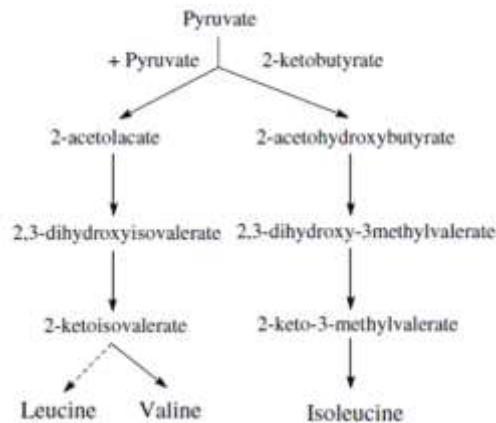 Pyruvate
+ Pyruvate 2-ketobutyrate
2-acetolacate 2-acetohydroxybutyrate
2,3-dihydroxyisovalerate 2,3-dihydroxy-3methylvalerate
2-ketoisovalerate 2-keto-3-methylvalerate
Leucine Valine Isoleucine